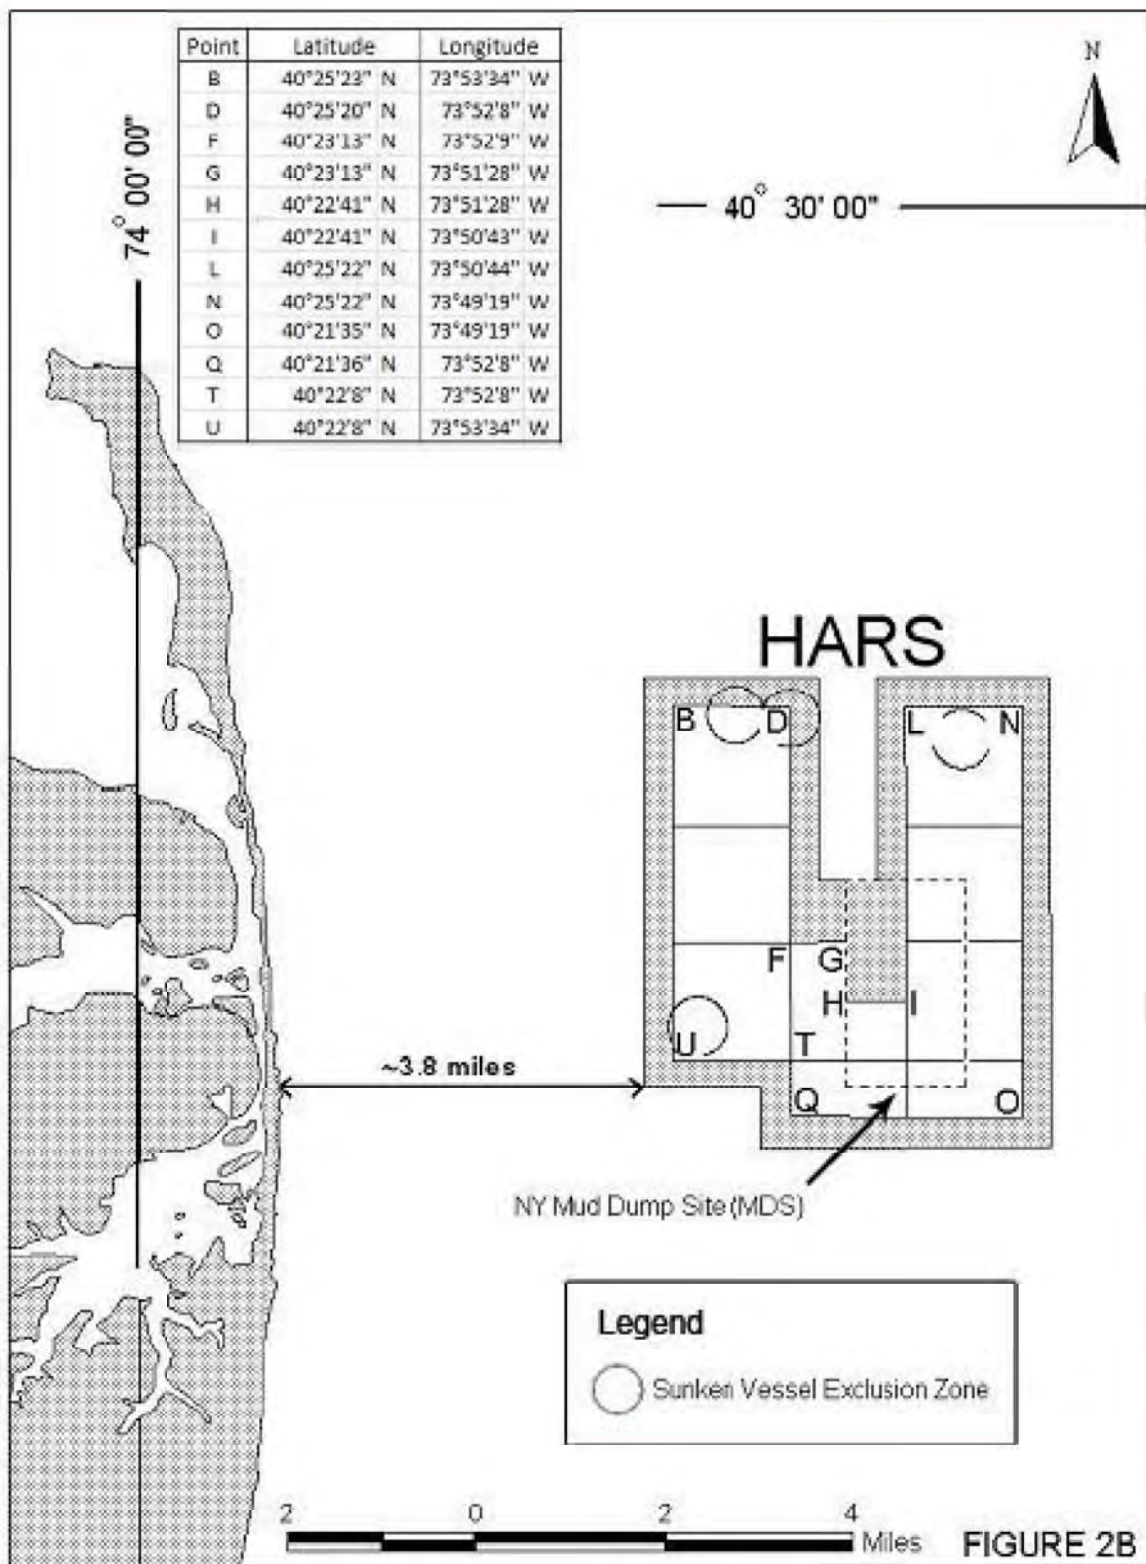 Point Latitude Longitude
B 40°25'23" N 73°53'34" W
D 40°25'20" N 73°52'8" W
F 40°23'13" N 73°52'9" W
G 40°23'13" N 73°51'28" W
H 40°22'41" N 73°51'28" W
I 40°22'41" N 73°50'43" W
L 40°25'22" N 73°50'44" W
N 40°25'22" N 73°49'19" W
O 40°21'35" N 73°49'19" W
Q 40°21'36" N 73°52'8" W
T 40°22'8" N 73°52'8" W
U 40°22'8" N 73°53'34" W
N
74° 00' 00"
40° 30' 00"
HARS
B D L N
F G
H I
U T
~3.8 miles
Q O
NY Mud Dump Site (MDS)
Legend
Sunken Vessel Exclusion Zone
2 0 2 4
Miles
FIGURE 2B